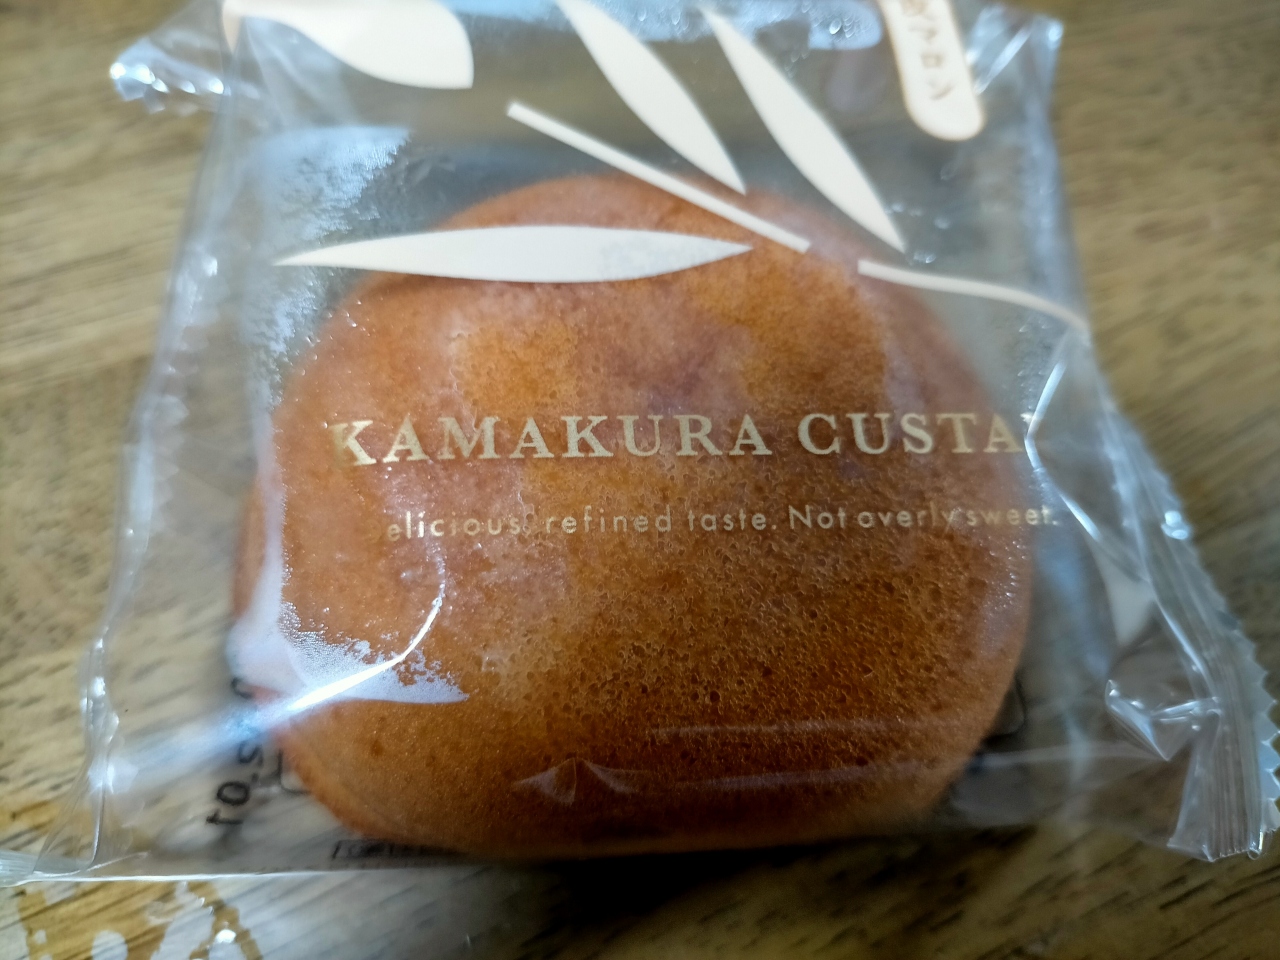 KAMAKURA CUSTA
elicious, refined taste. Not overly sweet.